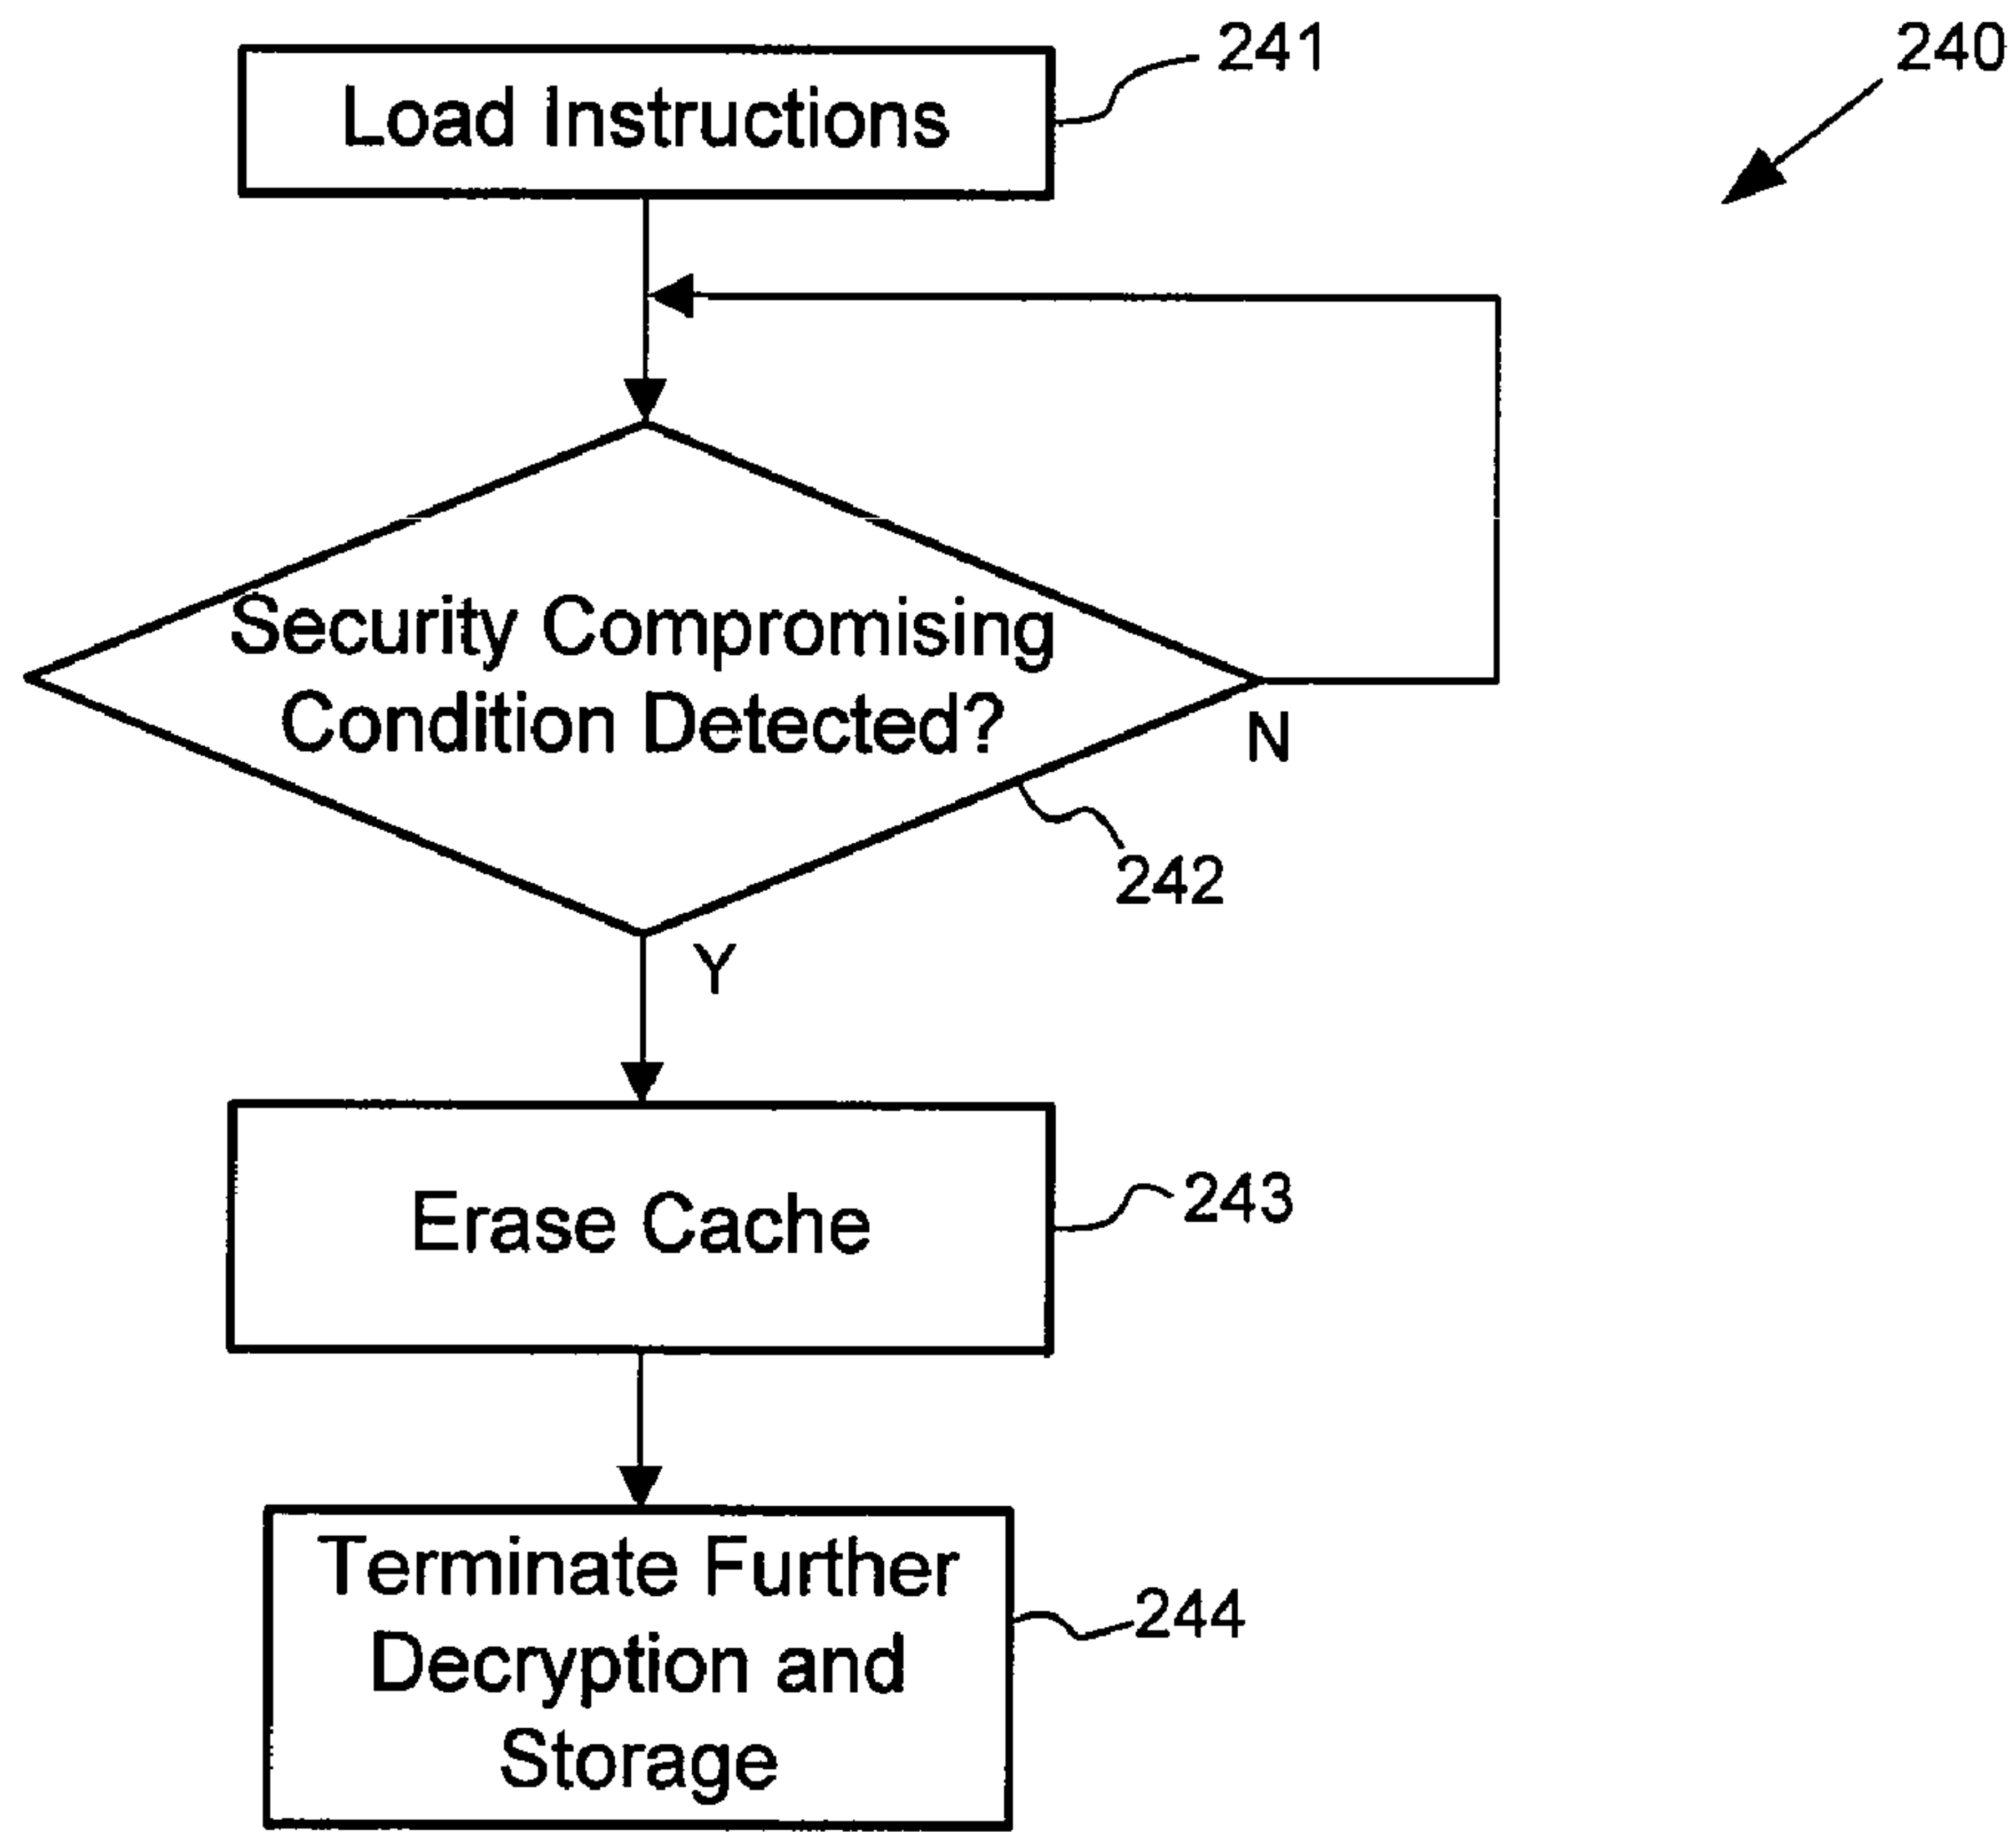 241
240
Load Instructions
Security Compromising
Condition Detected?
N
242
Y
Erase Cache
243
Terminate Further
Decryption and
Storage
244